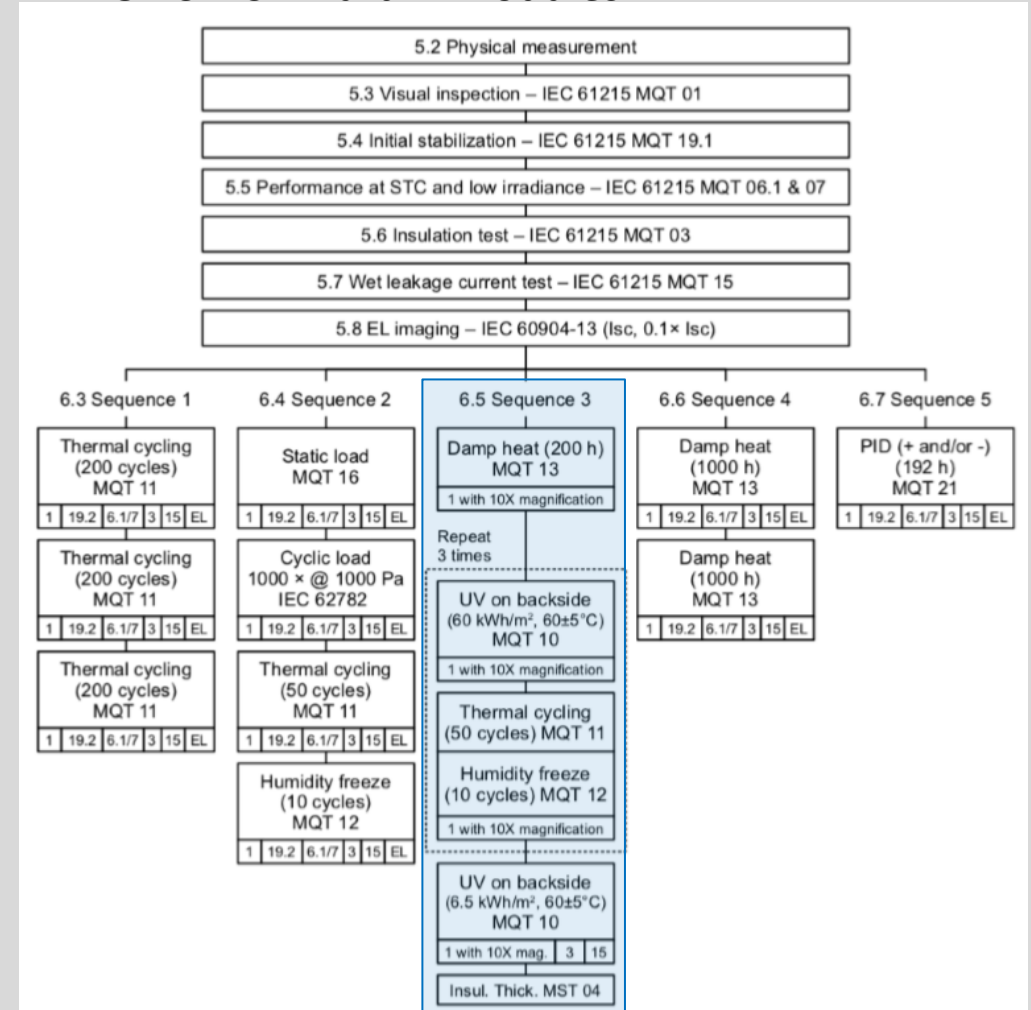 5.2 Physical measurement
5.3 Visual inspection – IEC 61215 MQT 01
5.4 Initial stabilization – IEC 61215 MQT 19.1
5.5 Performance at STC and low irradiance – IEC 61215 MQT 06.1 & 07
5.6 Insulation test – IEC 61215 MQT 03
5.7 Wet leakage current test – IEC 61215 MQT 15
5.8 EL imaging – IEC 60904-13 (Isc, 0.1× Isc)
6.3 Sequence 1
Thermal cycling
(200 cycles)
MQT 11
1 19.2 6.1/7 3 15 EL
Thermal cycling
(200 cycles)
MQT 11
1 19.2 6.1/7 3 15 EL
Thermal cycling
(200 cycles)
MQT 11
1 19.2 6.1/7 3 15 EL
6.4 Sequence 2
Static load
MQT 16
1 19.2 6.1/7 3 15 EL
Cyclic load
1000 × @ 1000 Pa
IEC 62782
1 19.2 6.1/7 3 15 EL
Thermal cycling
(50 cycles)
MQT 11
1 19.2 6.1/7 3 15 EL
Humidity freeze
(10 cycles)
MQT 12
1 19.2 6.1/7 3 15 EL
6.5 Sequence 3
Damp heat (200 h)
MQT 13
1 with 10X magnification
Repeat
3 times
UV on backside
(60 kWh/m², 60±5°C)
MQT 10
1 with 10X magnification
Thermal cycling
(50 cycles) MQT 11
Humidity freeze
(10 cycles) MQT 12
1 with 10X magnification
UV on backside
(6.5 kWh/m², 60±5°C)
MQT 10
1 with 10X mag. 3 15
Insul. Thick. MST 04
6.6 Sequence 4
Damp heat
(1000 h)
MQT 13
1 19.2 6.1/7 3 15 EL
Damp heat
(1000 h)
MQT 13
1 19.2 6.1/7 3 15 EL
6.7 Sequence 5
PID (+ and/or -)
(192 h)
MQT 21
1 19.2 6.1/7 3 15 EL